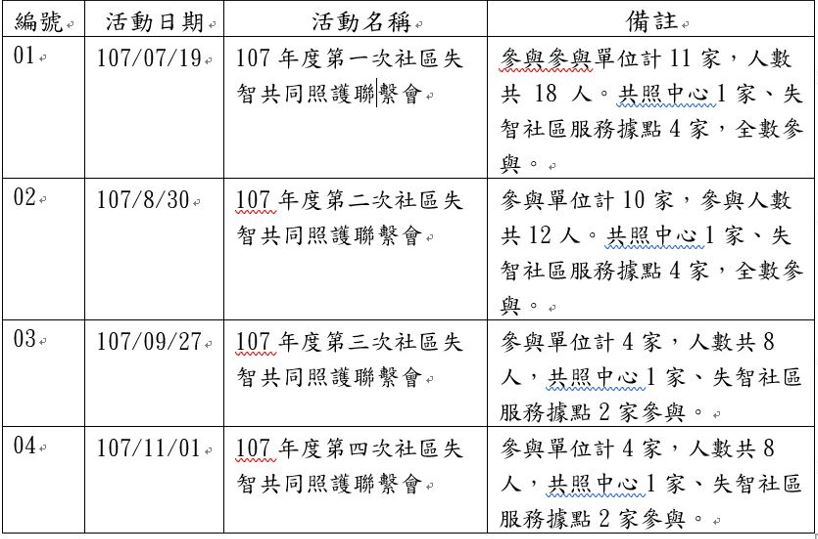 編號 活動日期 活動名稱 備註
01 107/07/19 107 年度第一次社區失
智共同照護聯繫會
參與參與單位計 11 家，人數
共 18 人。共照中心 1 家、失
智社區服務據點 4 家，全數參
與。
02 107/8/30 107 年度第二次社區失
智共同照護聯繫會
參與單位計 10 家，參與人數
共 12 人。共照中心 1 家、失
智社區服務據點 4 家，全數參
與。
03 107/09/27 107 年度第三次社區失
智共同照護聯繫會
參與單位計 4 家，人數共 8
人，共照中心 1 家、失智社區
服務據點 2 家參與。
04 107/11/01 107 年度第四次社區失
智共同照護聯繫會
參與單位計 4 家，人數共 8
人，共照中心 1 家、失智社區
服務據點 2 家參與。